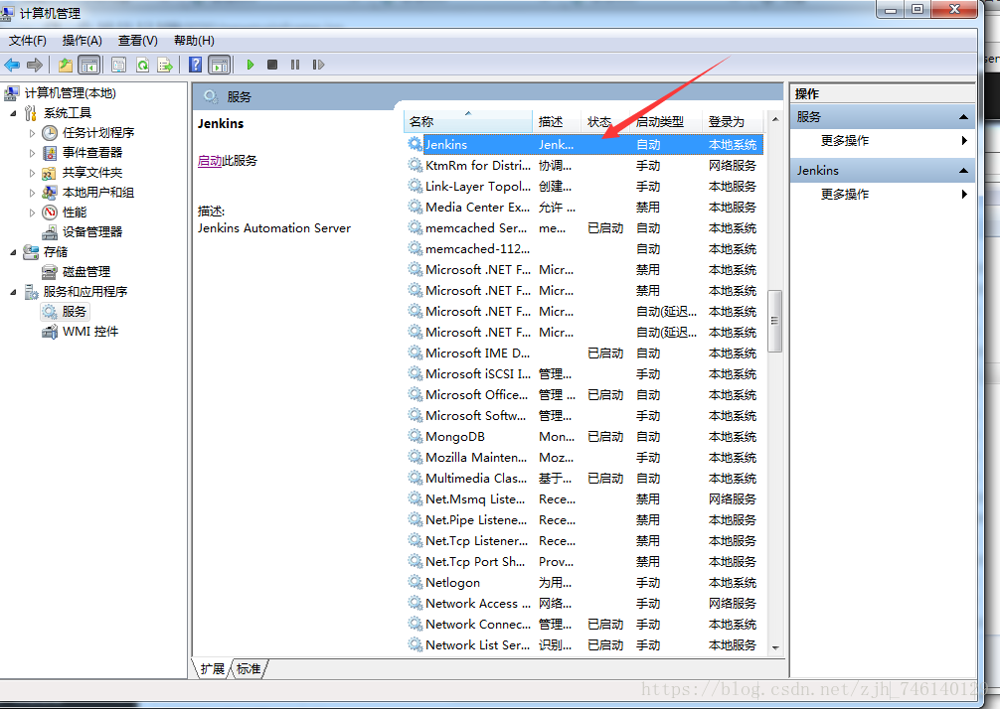 计算机管理
文件(F) 操作(A) 查看(V) 帮助(H)
计算机管理(本地)
系统工具
任务计划程序
事件查看器
共享文件夹
本地用户和组
性能
设备管理器
存储
磁盘管理
服务和应用程序
服务
WMI 控件
服务
Jenkins
启动此服务
描述:
Jenkins Automation Server
名称 描述 状态 启动类型 登录为
Jenkins Jenk... 自动 本地系统
KtmRm for Distri... 协调... 手动 网络服务
Link-Layer Topol... 创建... 手动 本地服务
Media Center Ex... 允许 ... 禁用 本地服务
memcached Ser... me... 已启动 自动 本地系统
memcached-112... 自动 本地系统
Microsoft .NET F... Micr... 禁用 本地系统
Microsoft .NET F... Micr... 禁用 本地系统
Microsoft .NET F... Micr... 自动(延迟... 本地系统
Microsoft .NET F... Micr... 自动(延迟... 本地系统
Microsoft IME D... 已启动 自动 本地系统
Microsoft iSCSI I... 管理... 手动 本地系统
Microsoft Office... 管理 ... 已启动 自动 本地系统
Microsoft Softw... 管理... 手动 本地系统
MongoDB Mon... 已启动 自动 本地系统
Mozilla Mainten... Moz... 手动 本地系统
Multimedia Clas... 基于... 已启动 自动 本地系统
Net.Msmq Liste... Rece... 禁用 网络服务
Net.Pipe Listene... Rece... 禁用 本地服务
Net.Tcp Listener... Rece... 禁用 本地服务
Net.Tcp Port Sh... Prov... 禁用 本地服务
Netlogon 为用... 手动 本地系统
Network Access ... 网络... 手动 网络服务
Network Connec... 管理... 已启动 手动 本地系统
Network List Ser... 识别... 已启动 手动 本地服务
扩展 标准
操作
服务
更多操作
Jenkins
更多操作